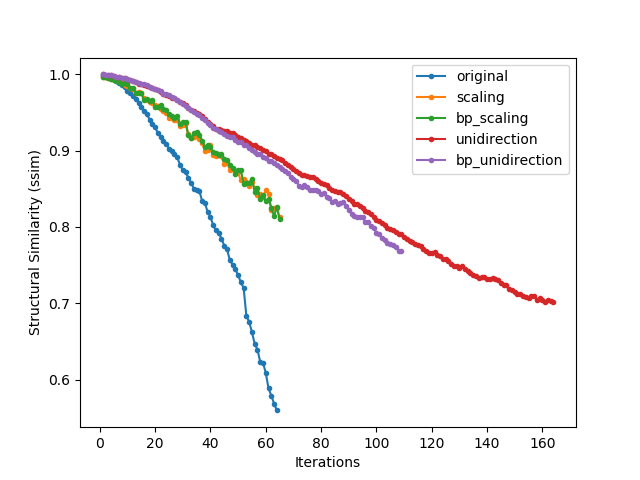 original
scaling
bp_scaling
unidirection
bp_unidirection
Structural Similarity (ssim)
1.0
0.9
0.8
0.7
0.6
0 20 40 60 80 100 120 140 160
Iterations